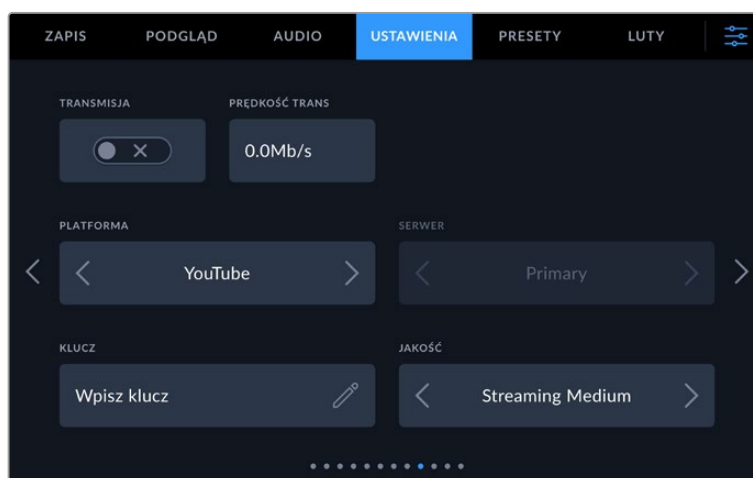 ZAPIS PODGLĄD AUDIO USTAWIENIA PRESETY LUTY
TRANSMISJA PRĘDKOŚĆ TRANS
0.0Mb/s
PLATFORMA SERWER
YouTube Primary
KLUCZ JAKOŚĆ
Wpisz klucz Streaming Medium